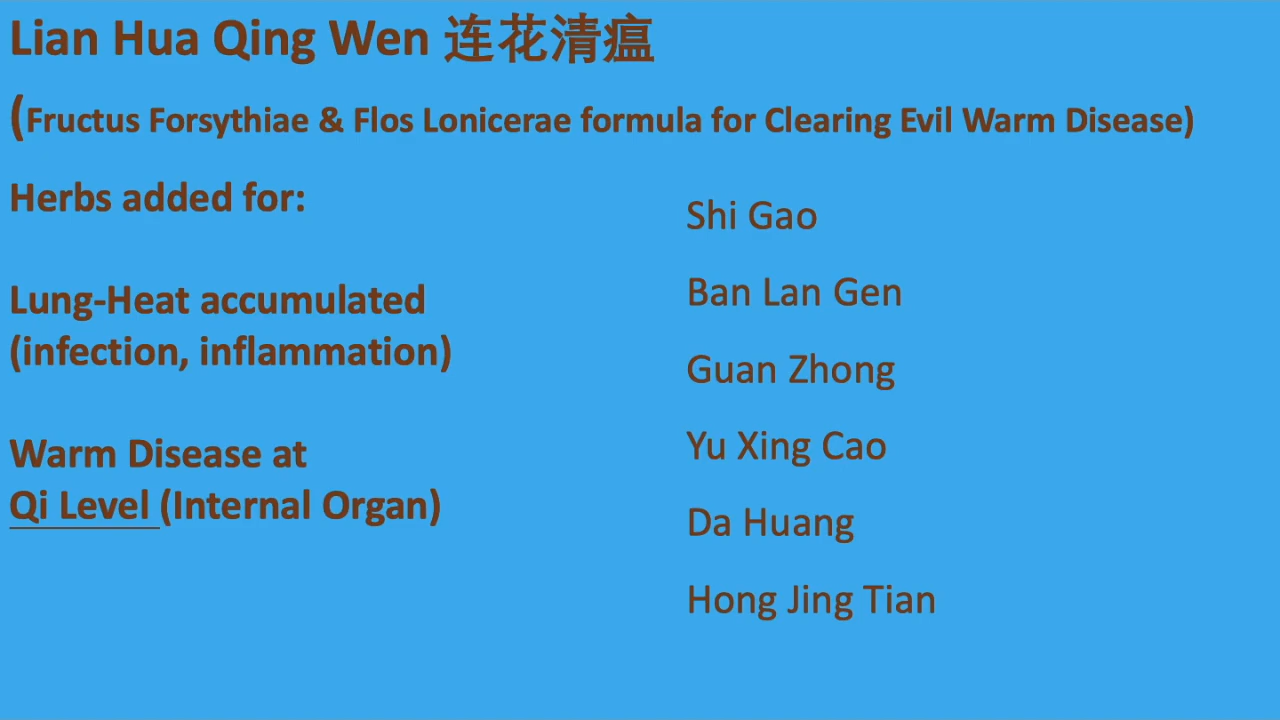 Lian Hua Qing Wen 连花清瘟
(Fructus Forsythiae & Flos Lonicerae formula for Clearing Evil Warm Disease)
Herbs added for:
Lung-Heat accumulated
(infection, inflammation)
Warm Disease at
Qi Level (Internal Organ)
Shi Gao
Ban Lan Gen
Guan Zhong
Yu Xing Cao
Da Huang
Hong Jing Tian